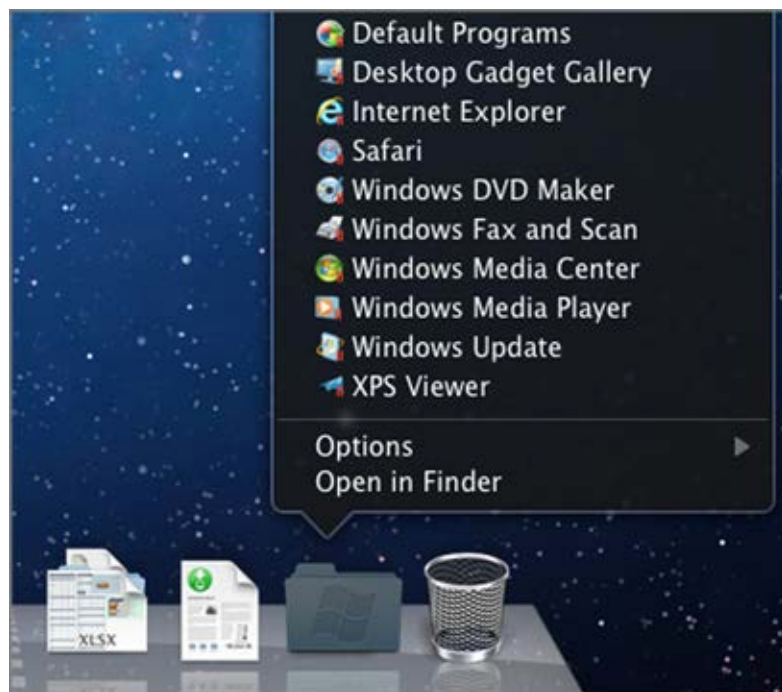 Default Programs
Desktop Gadget Gallery
Internet Explorer
Safari
Windows DVD Maker
Windows Fax and Scan
Windows Media Center
Windows Media Player
Windows Update
XPS Viewer
Options
Open in Finder
XLSX